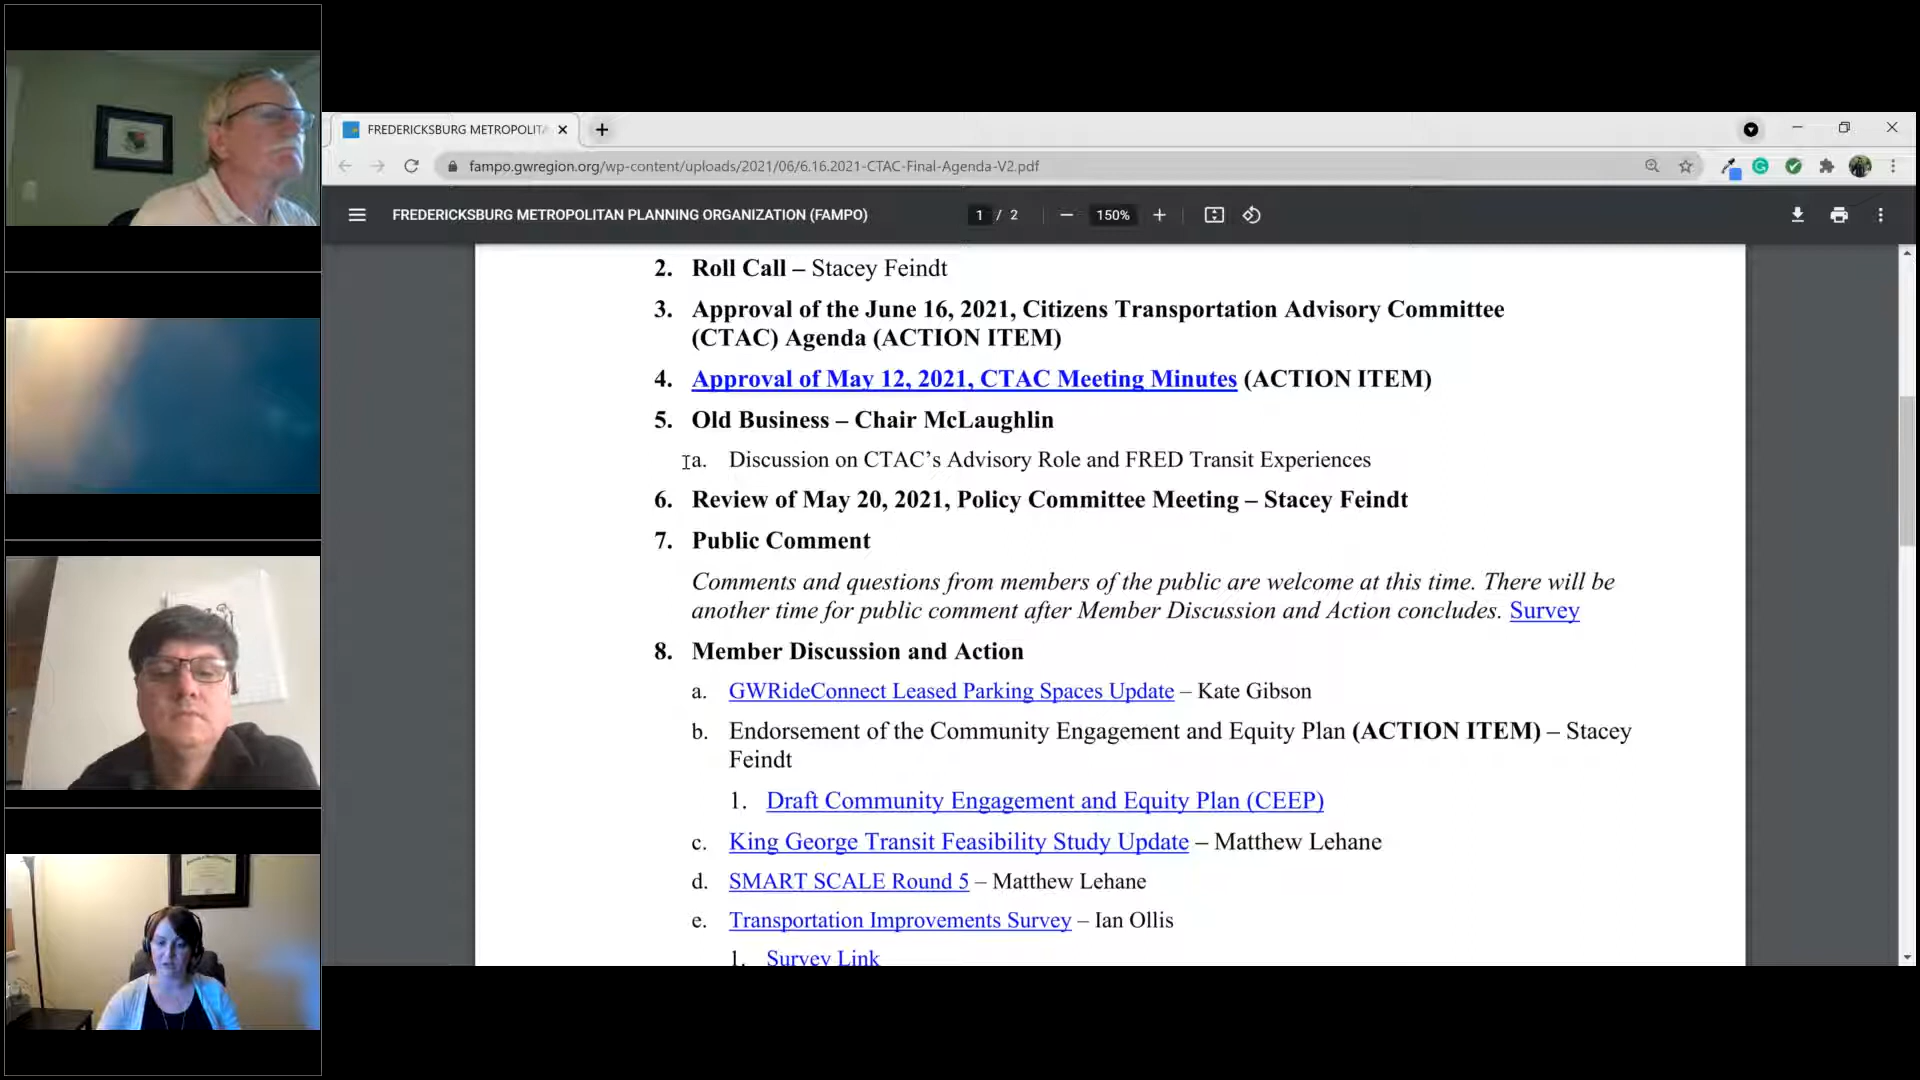 FREDERICKSBURG METROPOLITA
fampo.gwregion.org/wp-content/uploads/2021/06/6.16.2021-CTAC-Final-Agenda-V2.pdf
FREDERICKSBURG METROPOLITAN PLANNING ORGANIZATION (FAMPO) 1 / 2 150%
2. Roll Call – Stacey Feindt
3. Approval of the June 16, 2021, Citizens Transportation Advisory Committee
(CTAC) Agenda (ACTION ITEM)
4. Approval of May 12, 2021, CTAC Meeting Minutes (ACTION ITEM)
5. Old Business – Chair McLaughlin
a. Discussion on CTAC’s Advisory Role and FRED Transit Experiences
6. Review of May 20, 2021, Policy Committee Meeting – Stacey Feindt
7. Public Comment
Comments and questions from members of the public are welcome at this time. There will be
another time for public comment after Member Discussion and Action concludes. Survey
8. Member Discussion and Action
a. GWRideConnect Leased Parking Spaces Update – Kate Gibson
b. Endorsement of the Community Engagement and Equity Plan (ACTION ITEM) – Stacey
Feindt
1. Draft Community Engagement and Equity Plan (CEEP)
c. King George Transit Feasibility Study Update – Matthew Lehane
d. SMART SCALE Round 5 – Matthew Lehane
e. Transportation Improvements Survey – Ian Ollis
1. Survey Link